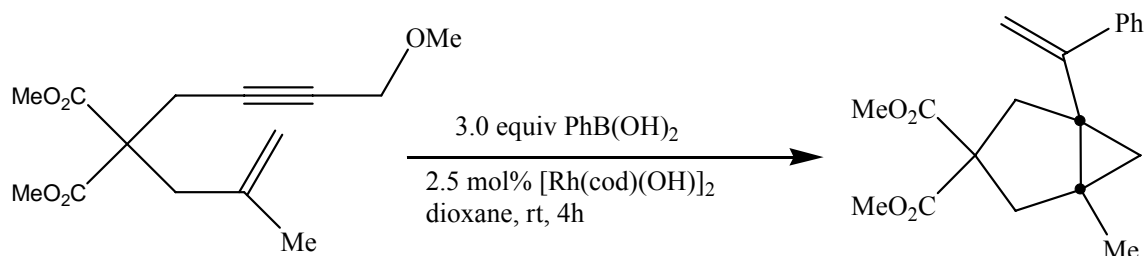 OMe
MeO₂C
MeO₂C
Me
3.0 equiv PhB(OH)₂
2.5 mol% [Rh(cod)(OH)]₂
dioxane, rt, 4h
Ph
MeO₂C
MeO₂C
Me